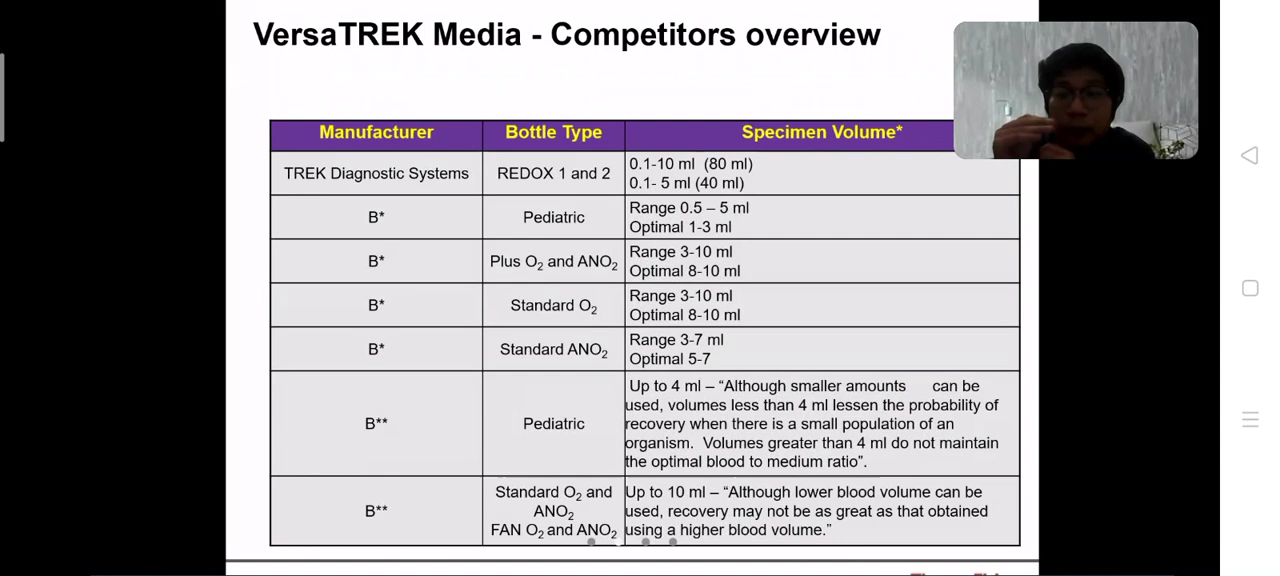 VersaTREK Media - Competitors overview
Manufacturer Bottle Type Specimen Volume*
TREK Diagnostic Systems REDOX 1 and 2 0.1-10 ml (80 ml)
0.1- 5 ml (40 ml)
B* Pediatric Range 0.5 – 5 ml
Optimal 1-3 ml
B* Plus O₂ and ANO₂ Range 3-10 ml
Optimal 8-10 ml
B* Standard O₂ Range 3-10 ml
Optimal 8-10 ml
B* Standard ANO₂ Range 3-7 ml
Optimal 5-7
B** Pediatric Up to 4 ml – “Although smaller amounts can be
used, volumes less than 4 ml lessen the probability of
recovery when there is a small population of an
organism. Volumes greater than 4 ml do not maintain
the optimal blood to medium ratio”.
B** Standard O₂ and
ANO₂
FAN O₂ and ANO₂
Up to 10 ml – “Although lower blood volume can be
used, recovery may not be as great as that obtained
using a higher blood volume.”